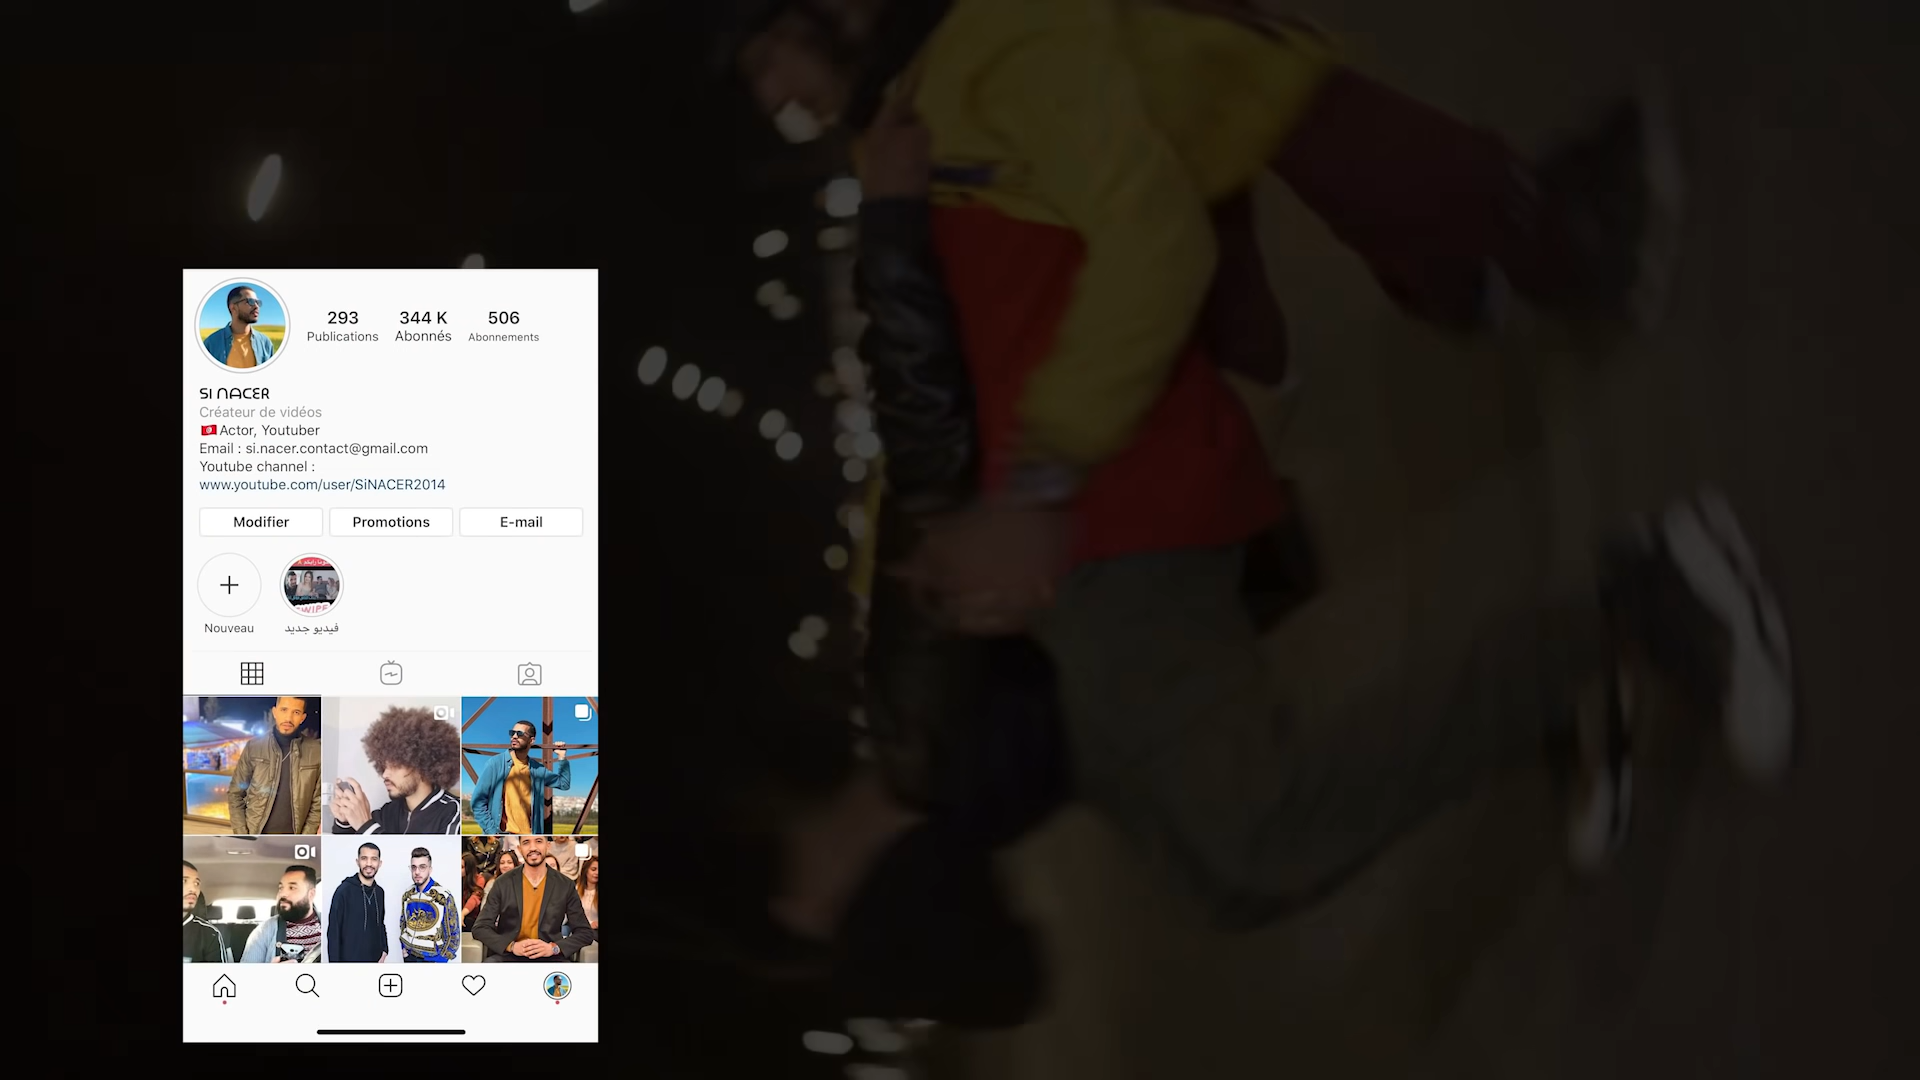 293 344 K 506
Publications Abonnés Abonnements
SI NACER
Créateur de vidéos
Actor, Youtuber
Email : si.nacer.contact@gmail.com
Youtube channel :
www.youtube.com/user/SiNACER2014
Modifier Promotions E-mail
Nouveau فيديو جديد